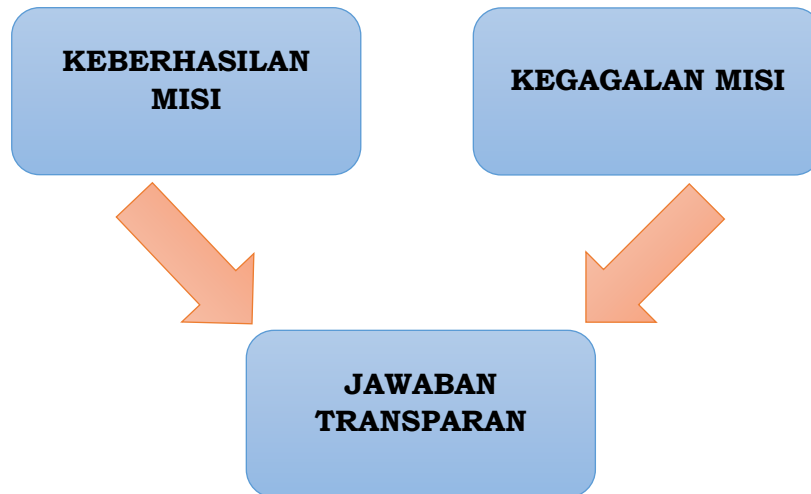 KEBERHASILAN
MISI
KEGAGALAN MISI
JAWABAN
TRANSPARAN